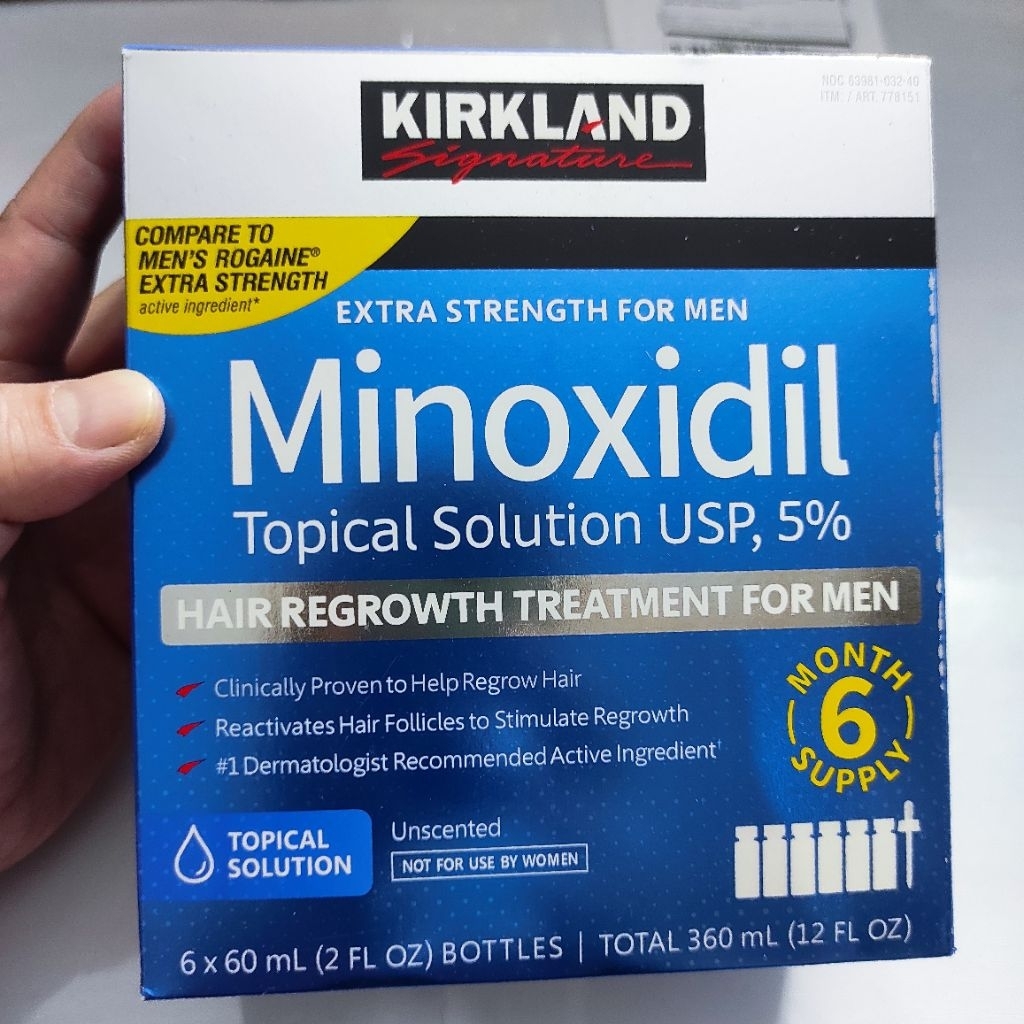 KIRKLAND
Signature
NDC 63981-032-40
ITM. / ART. 778151
COMPARE TO
MEN'S ROGAINE®
EXTRA STRENGTH
active ingredient*
EXTRA STRENGTH FOR MEN
Minoxidil
Topical Solution USP, 5%
HAIR REGROWTH TREATMENT FOR MEN
Clinically Proven to Help Regrow Hair
Reactivates Hair Follicles to Stimulate Regrowth
#1 Dermatologist Recommended Active Ingredient†
MONTH
6
SUPPLY
TOPICAL
SOLUTION
Unscented
NOT FOR USE BY WOMEN
6 x 60 mL (2 FL OZ) BOTTLES | TOTAL 360 mL (12 FL OZ)